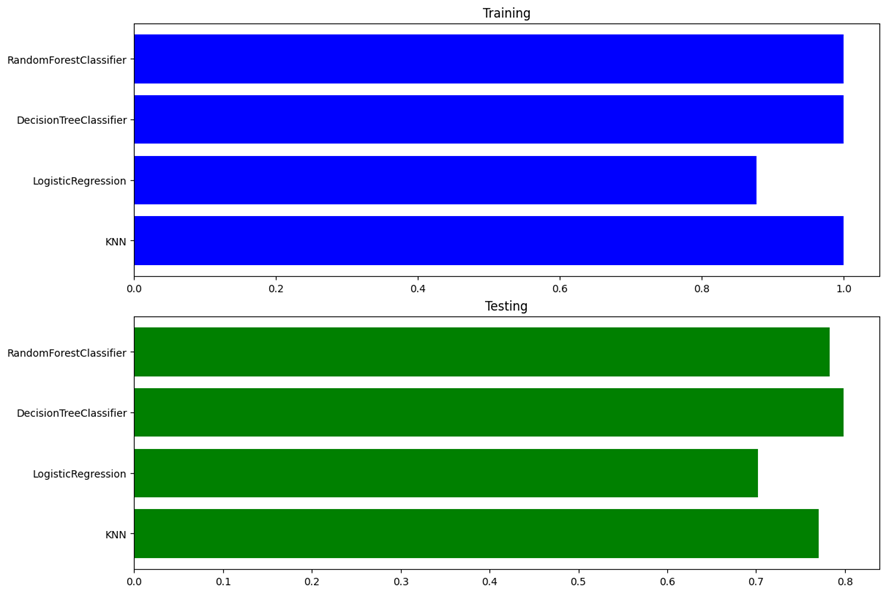 Training
RandomForestClassifier
DecisionTreeClassifier
LogisticRegression
KNN
0.0 0.2 0.4 0.6 0.8 1.0
Testing
RandomForestClassifier
DecisionTreeClassifier
LogisticRegression
KNN
0.0 0.1 0.2 0.3 0.4 0.5 0.6 0.7 0.8